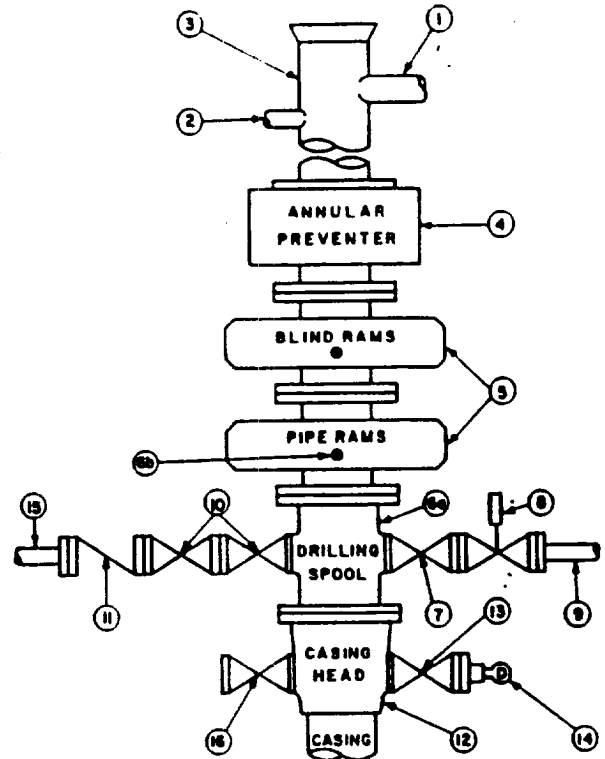 1
3
2
ANNULAR
PREVENTER
4
BLIND RAMS
5
PIPE RAMS
6b
6a
8
15
10
DRILLING
SPOOL
11
7
9
13
CASING
HEAD
16
12
14
CASING